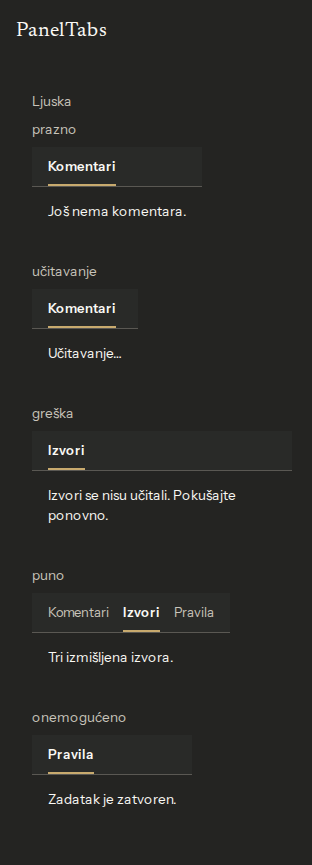 PanelTabs
Ljuska
prazno
Komentari
Još nema komentara.
učitavanje
Komentari
Učitavanje…
greška
Izvori
Izvori se nisu učitali. Pokušajte
ponovno.
puno
Komentari Izvori Pravila
Tri izmišljena izvora.
onemogućeno
Pravila
Zadatak je zatvoren.